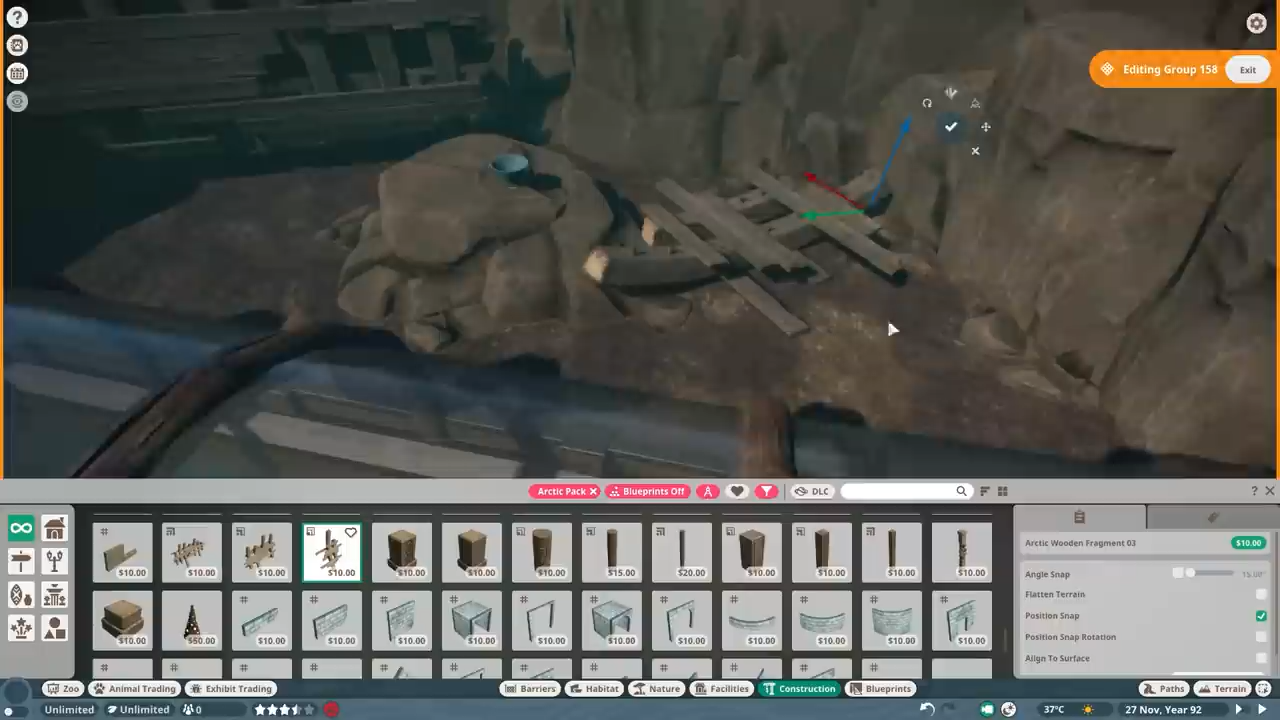 ?
Editing Group 158 Exit
Arctic Pack × Blueprints Off DLC ? ×
$10.00 $10.00 $10.00 $10.00 $10.00 $10.00 $10.00 $15.00 $20.00 $10.00 $10.00 $10.00 $10.00
Arctic Wooden Fragment 03 $10.00
Angle Snap 15.00°
Flatten Terrain
$10.00 $50.00 $10.00 $10.00 $10.00 $10.00 $10.00 $10.00 $10.00 $10.00 $10.00 $10.00 $10.00
Position Snap
Position Snap Rotation
Align To Surface
Zoo Animal Trading Exhibit Trading Barriers Habitat Nature Facilities Construction Blueprints Paths Terrain
Unlimited Unlimited 0 37°C 27 Nov, Year 92